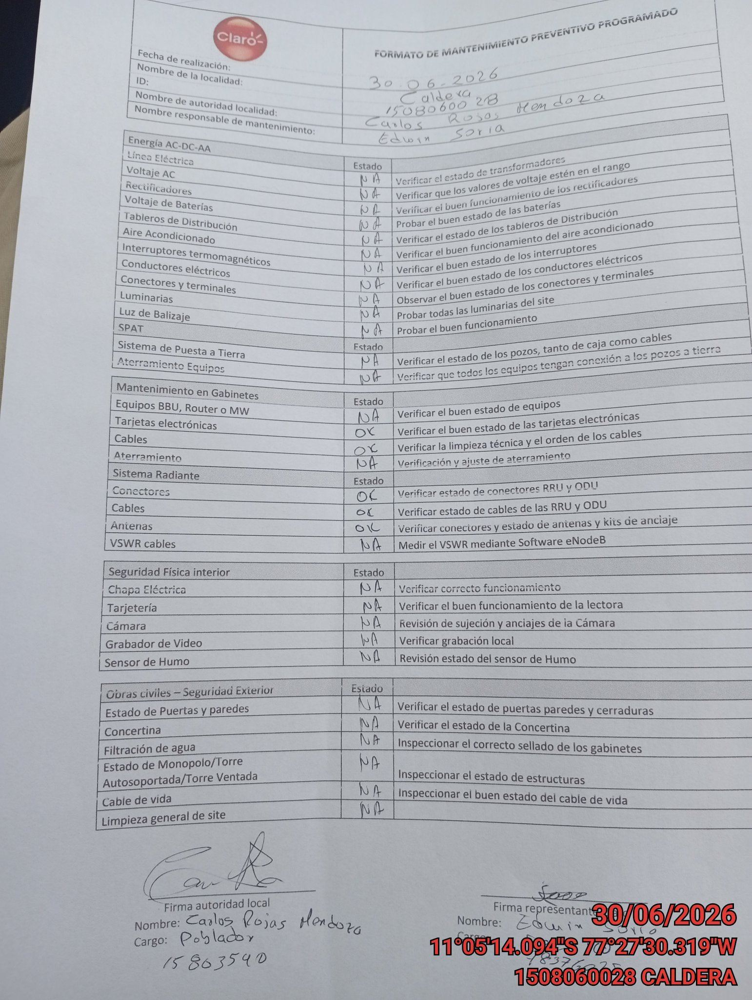 Claro
FORMATO DE MANTENIMIENTO PREVENTIVO PROGRAMADO
Fecha de realización: 30.06.2026
Nombre de la localidad: Caldera
ID: 1508060028
Nombre de autoridad localidad: Carlos Rojas Mendoza
Nombre responsable de mantenimiento: Edwin Soria
Energía AC-DC-AA Estado
Línea Eléctrica NA Verificar el estado de transformadores
Voltaje AC NA Verificar que los valores de voltaje estén en el rango
Rectificadores NA Verificar el buen funcionamiento de los rectificadores
Voltaje de Baterías NA Probar el buen estado de las baterías
Tableros de Distribución NA Verificar el estado de los tableros de Distribución
Aire Acondicionado NA Verificar el buen funcionamiento del aire acondicionado
Interruptores termomagnéticos NA Verificar el buen estado de los interruptores
Conductores eléctricos NA Verificar el buen estado de los conductores eléctricos
Conectores y terminales NA Observar el buen estado de los conectores y terminales
Luminarias NA Probar todas las luminarias del site
Luz de Balizaje NA Probar el buen funcionamiento
SPAT Estado
Sistema de Puesta a Tierra NA Verificar el estado de los pozos, tanto de caja como cables
Aterramiento Equipos NA Verificar que todos los equipos tengan conexión a los pozos a tierra
Mantenimiento en Gabinetes Estado
Equipos BBU, Router o MW NA Verificar el buen estado de equipos
Tarjetas electrónicas OK Verificar el buen estado de las tarjetas electrónicas
Cables OK Verificar la limpieza técnica y el orden de los cables
Aterramiento NA Verificación y ajuste de aterramiento
Sistema Radiante Estado
Conectores OK Verificar estado de conectores RRU y ODU
Cables OK Verificar estado de cables de las RRU y ODU
Antenas OK Verificar conectores y estado de antenas y kits de anclaje
VSWR cables NA Medir el VSWR mediante Software eNodeB
Seguridad Física interior Estado
Chapa Eléctrica NA Verificar correcto funcionamiento
Tarjetería NA Verificar el buen funcionamiento de la lectora
Cámara NA Revisión de sujeción y anclajes de la Cámara
Grabador de Video NA Verificar grabación local
Sensor de Humo NA Revisión estado del sensor de Humo
Obras civiles – Seguridad Exterior Estado
Estado de Puertas y paredes NA Verificar el estado de puertas paredes y cerraduras
Concertina NA Verificar el estado de la Concertina
Filtración de agua NA Inspeccionar el correcto sellado de los gabinetes
Estado de Monopolo/Torre
Autosoportada/Torre Ventada NA Inspeccionar el estado de estructuras
Cable de vida NA Inspeccionar el buen estado del cable de vida
Limpieza general de site NA
Firma autoridad local
Nombre: Carlos Rojas Mendoza
Cargo: Poblador
15803590
Firma representante
Nombre: Edwin Soria
30/06/2026
11°05'14.094"S 77°27'30.319"W
1508060028 CALDERA